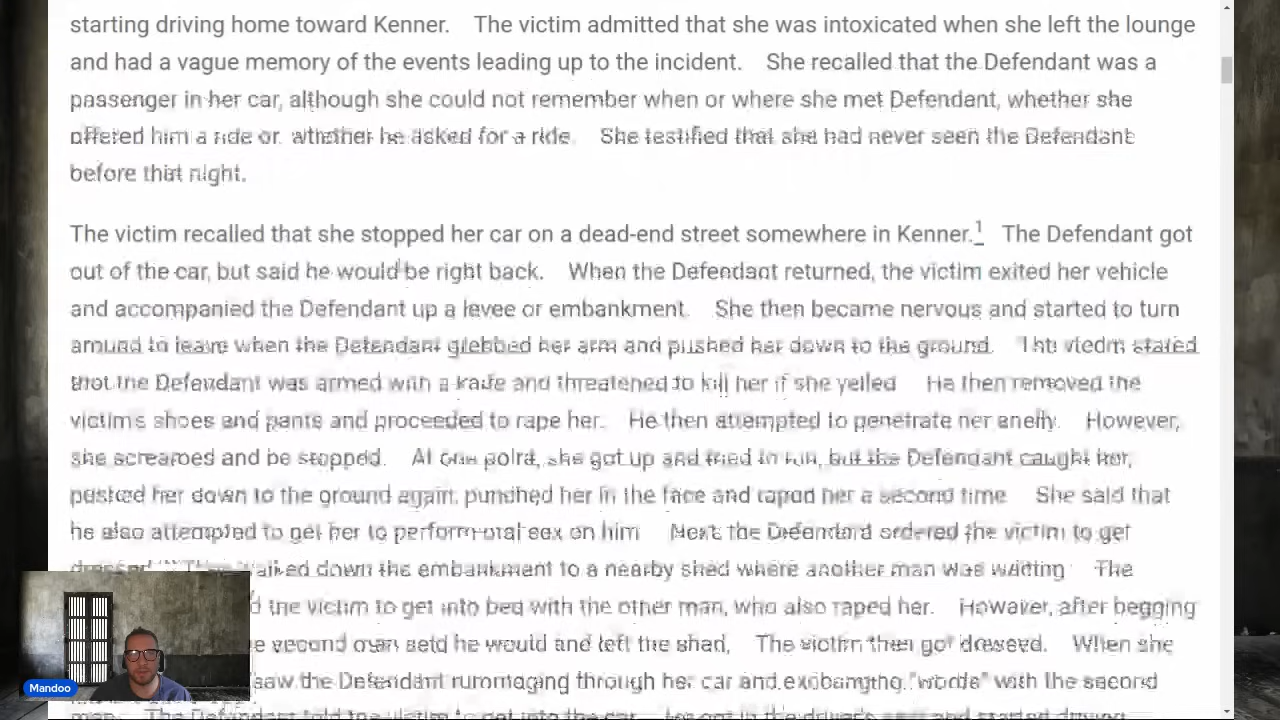 starting driving home toward Kenner. The victim admitted that she was intoxicated when she left the lounge
and had a vague memory of the events leading up to the incident. She recalled that the Defendant was a
passenger in her car, although she could not remember when or where she met Defendant, whether she
offered him a ride or whether he asked for a ride. She testified that she had never seen the Defendant
before that night.
The victim recalled that she stopped her car on a dead-end street somewhere in Kenner.1 The Defendant got
out of the car, but said he would be right back. When the Defendant returned, the victim exited her vehicle
and accompanied the Defendant up a levee or embankment. She then became nervous and started to turn
around to leave when the Defendant grabbed her arm and pushed her down to the ground. The victim stated
that the Defendant was armed with a knife and threatened to kill her if she yelled He then removed the
victim's shoes and pants and proceeded to rape her. He then attempted to penetrate her anally. However,
she screamed and he stopped. At one point, she got up and tried to run, but the Defendant caught her,
pushed her down to the ground again, punched her in the face and raped her a second time She said that
he also attempted to get her to perform oral sex on him Next, the Defendant ordered the victim to get
down the embankment to a nearby shed where another man was waiting The
the victim to get into bed with the other man, who also raped her. However, after begging
second man said he would and left the shed, The victim then got dressed. When she
saw the Defendant rummaging through her car and exchanging "words" with the second
The Defendant told the victim to get into the car and started driving
Mandoo